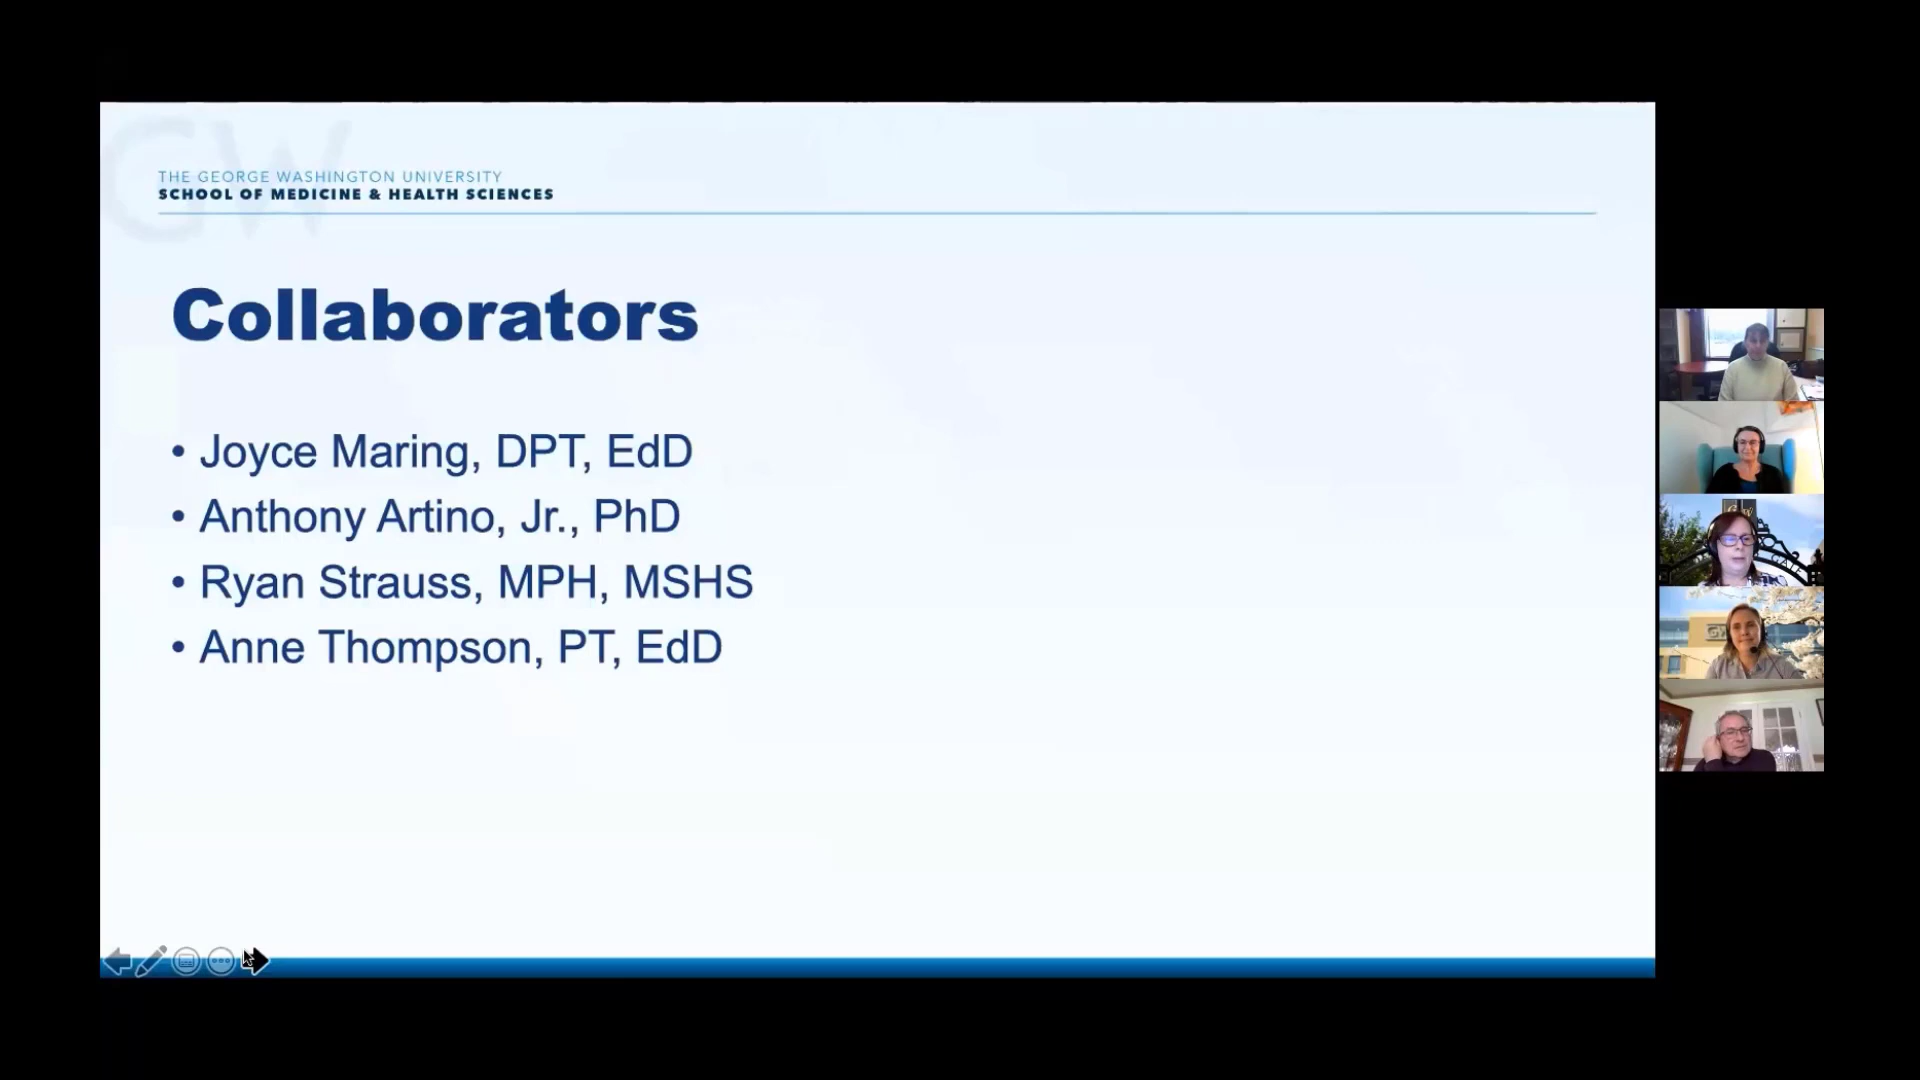 GW
THE GEORGE WASHINGTON UNIVERSITY
SCHOOL OF MEDICINE & HEALTH SCIENCES
Collaborators
• Joyce Maring, DPT, EdD
• Anthony Artino, Jr., PhD
• Ryan Strauss, MPH, MSHS
• Anne Thompson, PT, EdD